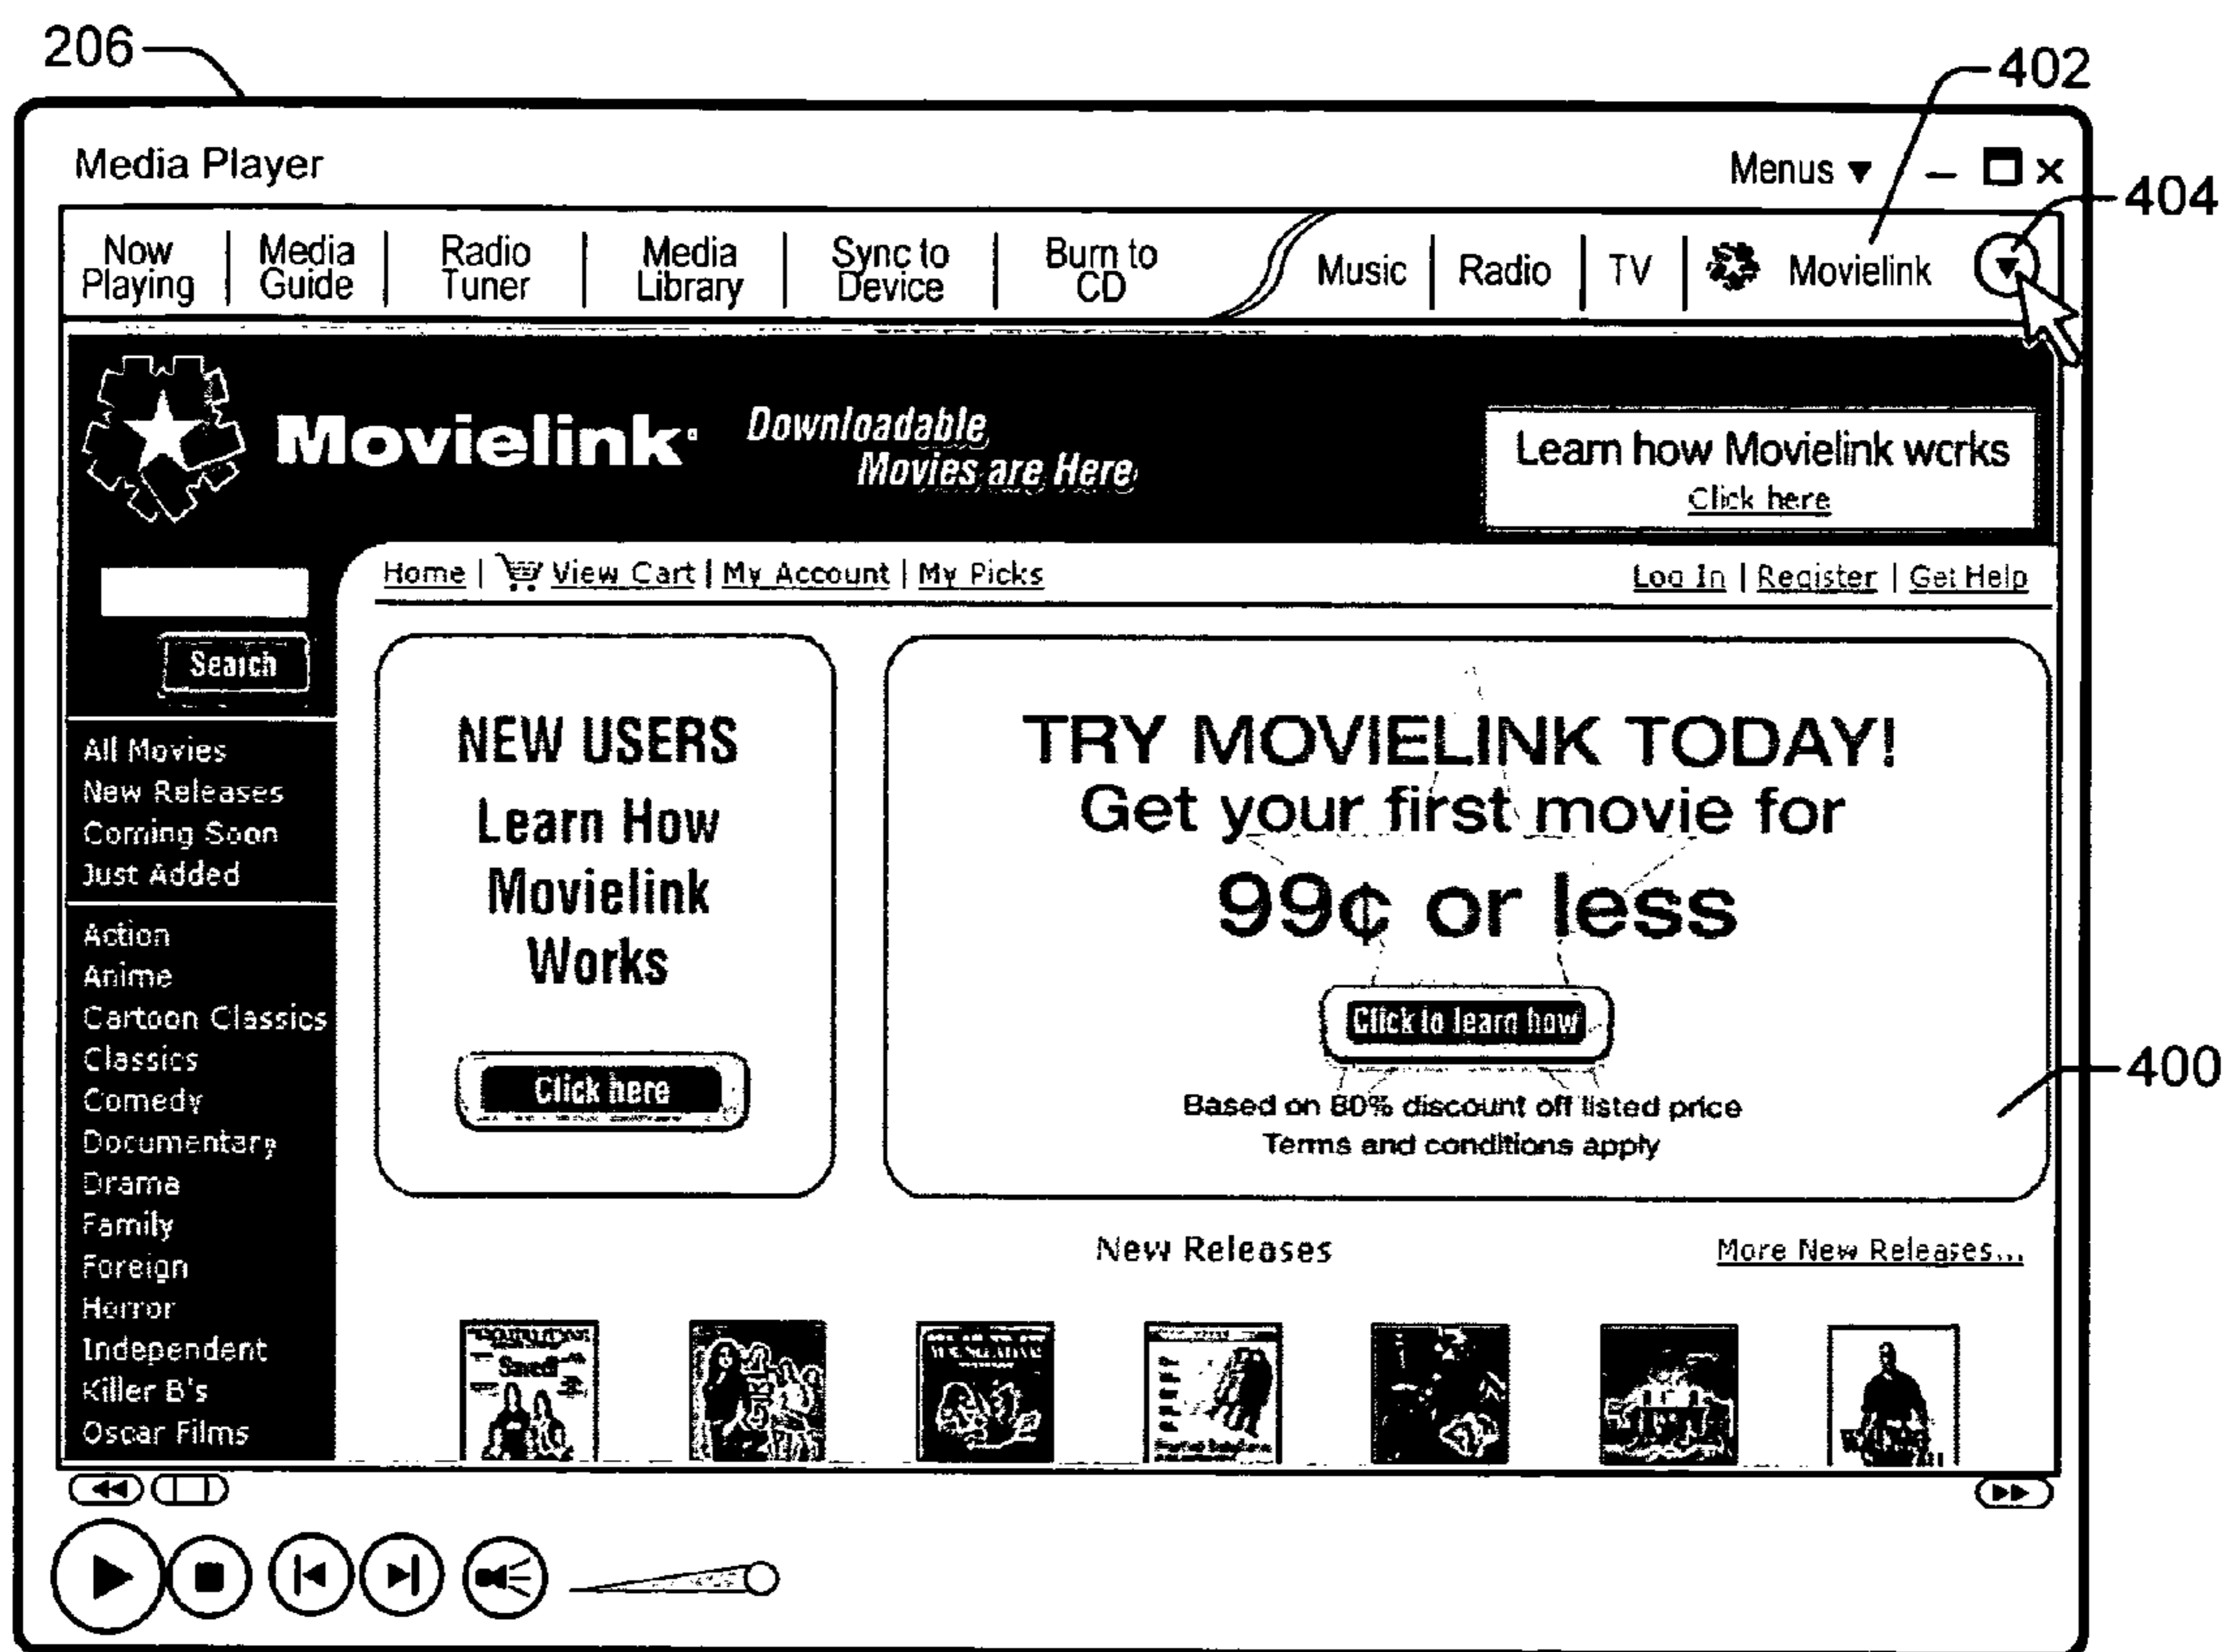 206
402
Media Player
Menus
404
Now Playing
Media Guide
Radio Tuner
Media Library
Sync to Device
Burn to CD
Music
Radio
TV
Movielink
Movielink
Downloadable
Movies are Here
Learn how Movielink works
Click here
Home | View Cart | My Account | My Picks
Log In | Register | Get Help
Search
All Movies
New Releases
Coming Soon
Just Added
Action
Anime
Cartoon Classics
Classics
Comedy
Documentary
Drama
Family
Foreign
Horror
Independent
Killer B's
Oscar Films
NEW USERS
Learn How
Movielink
Works
Click here
TRY MOVIELINK TODAY!
Get your first movie for
99¢ or less
Click to learn how
400
Based on 80% discount off listed price
Terms and conditions apply
New Releases
More New Releases...